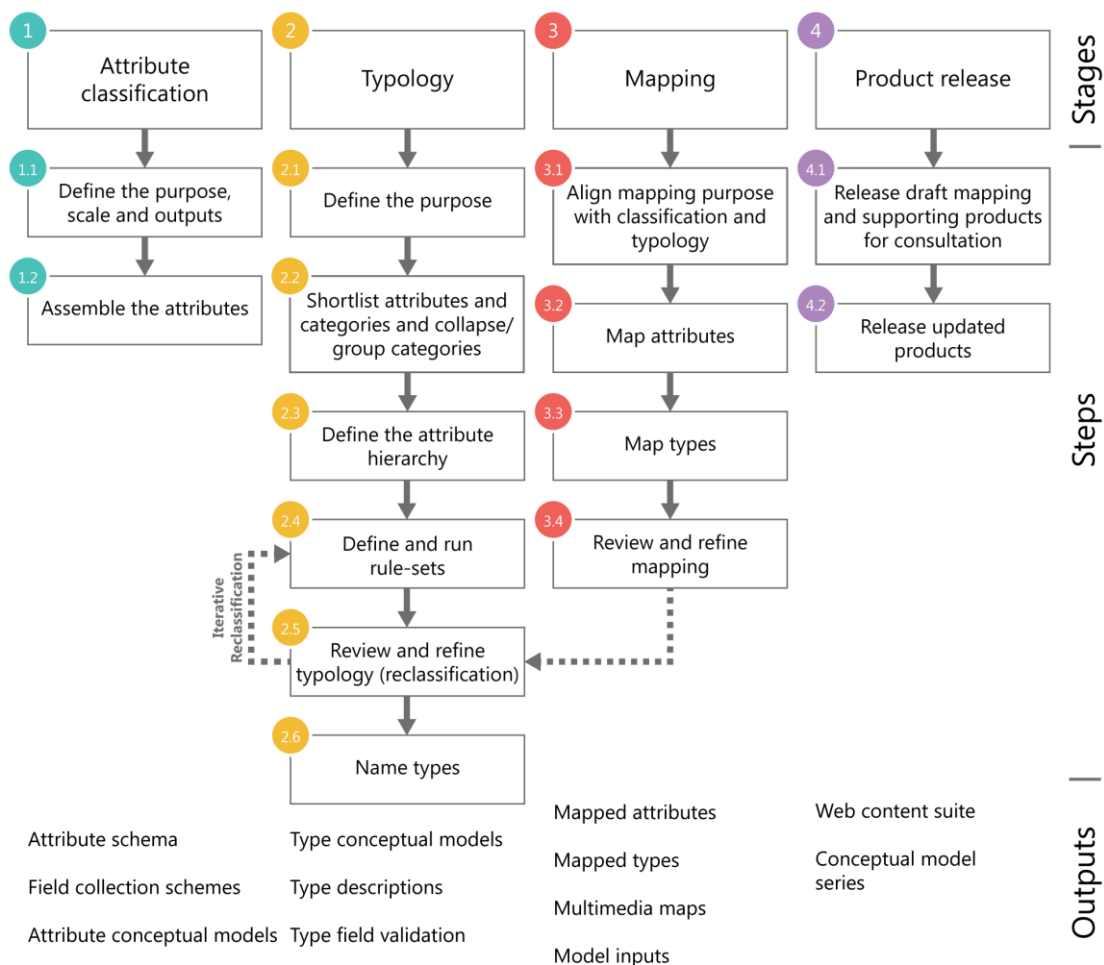 1
Attribute
classification
2
Typology
3
Mapping
4
Product release
Stages
1.1
Define the purpose,
scale and outputs
1.2
Assemble the attributes
2.1
Define the purpose
2.2
Shortlist attributes and
categories and collapse/
group categories
2.3
Define the attribute
hierarchy
2.4
Define and run
rule-sets
Iterative
Reclassification
2.5
Review and refine
typology (reclassification)
2.6
Name types
3.1
Align mapping purpose
with classification and
typology
3.2
Map attributes
3.3
Map types
3.4
Review and refine
mapping
4.1
Release draft mapping
and supporting products
for consultation
4.2
Release updated
products
Steps
Attribute schema
Field collection schemes
Attribute conceptual models
Type conceptual models
Type descriptions
Type field validation
Mapped attributes
Mapped types
Multimedia maps
Model inputs
Web content suite
Conceptual model
series
Outputs